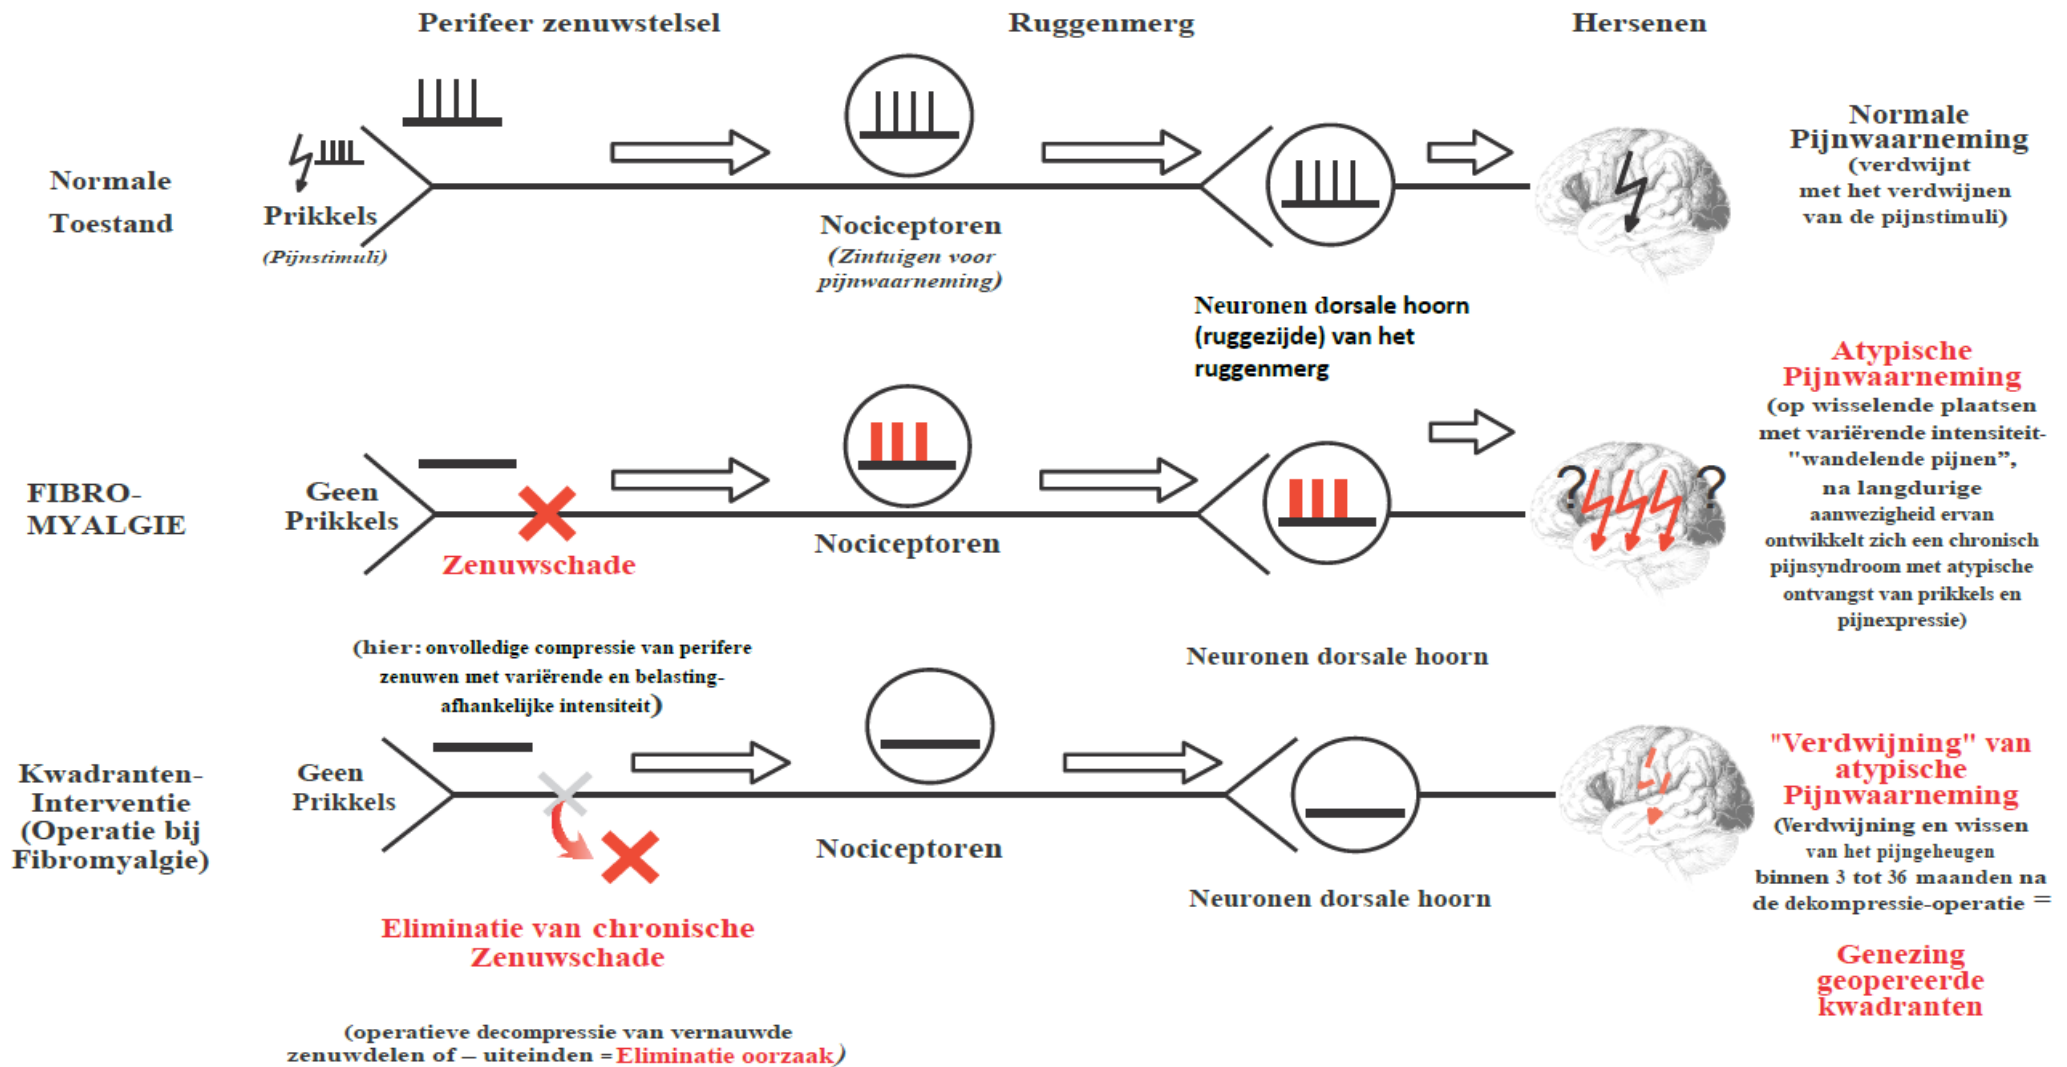 Perifeer zenuwstelsel
Ruggenmerg
Hersenen
Normale
Toestand
Prikkels
(Pijnstimuli)
Nociceptoren
(Zintuigen voor
pijnwaarneming)
Neuronen dorsale hoorn
(ruggezijde) van het
ruggenmerg
Normale
Pijnwaarneming
(verdwijnt
met het verdwijnen
van de pijnstimuli)
FIBRO-
MYALGIE
Geen
Prikkels
Zenuwschade
(hier: onvolledige compressie van perifere
zenuwen met variërende en belasting-
afhankelijke intensiteit)
Nociceptoren
Neuronen dorsale hoorn
? ?
Atypische
Pijnwaarneming
(op wisselende plaatsen
met variërende intensiteit-
"wandelende pijnen”,
na langdurige
aanwezigheid ervan
ontwikkelt zich een chronisch
pijnsyndroom met atypische
ontvangst van prikkels en
pijnexpressie)
Kwadranten-
Interventie
(Operatie bij
Fibromyalgie)
Geen
Prikkels
Eliminatie van chronische
Zenuwschade
(operatieve decompressie van vernauwde
zenuwdelen of – uiteinden = Eliminatie oorzaak)
Nociceptoren
Neuronen dorsale hoorn
"Verdwijning" van
atypische
Pijnwaarneming
(Verdwijning en wissen
van het pijngeheugen
binnen 3 tot 36 maanden na
de dekompressie-operatie =
Genezing
geopereerde
kwadranten